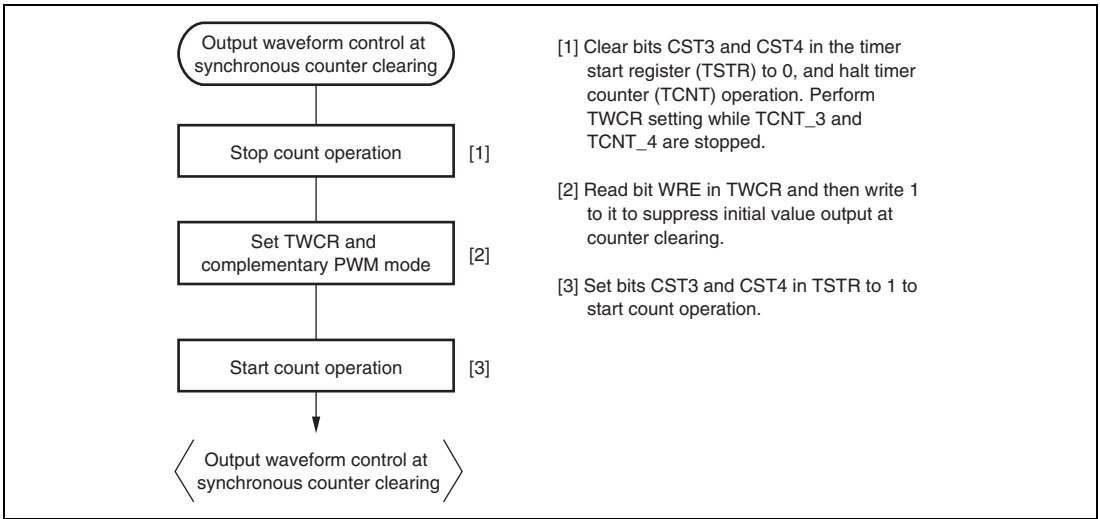 Output waveform control at
synchronous counter clearing
Stop count operation
[1]
Set TWCR and
complementary PWM mode
[2]
Start count operation
[3]
Output waveform control at
synchronous counter clearing
[1] Clear bits CST3 and CST4 in the timer
start register (TSTR) to 0, and halt timer
counter (TCNT) operation. Perform
TWCR setting while TCNT_3 and
TCNT_4 are stopped.
[2] Read bit WRE in TWCR and then write 1
to it to suppress initial value output at
counter clearing.
[3] Set bits CST3 and CST4 in TSTR to 1 to
start count operation.